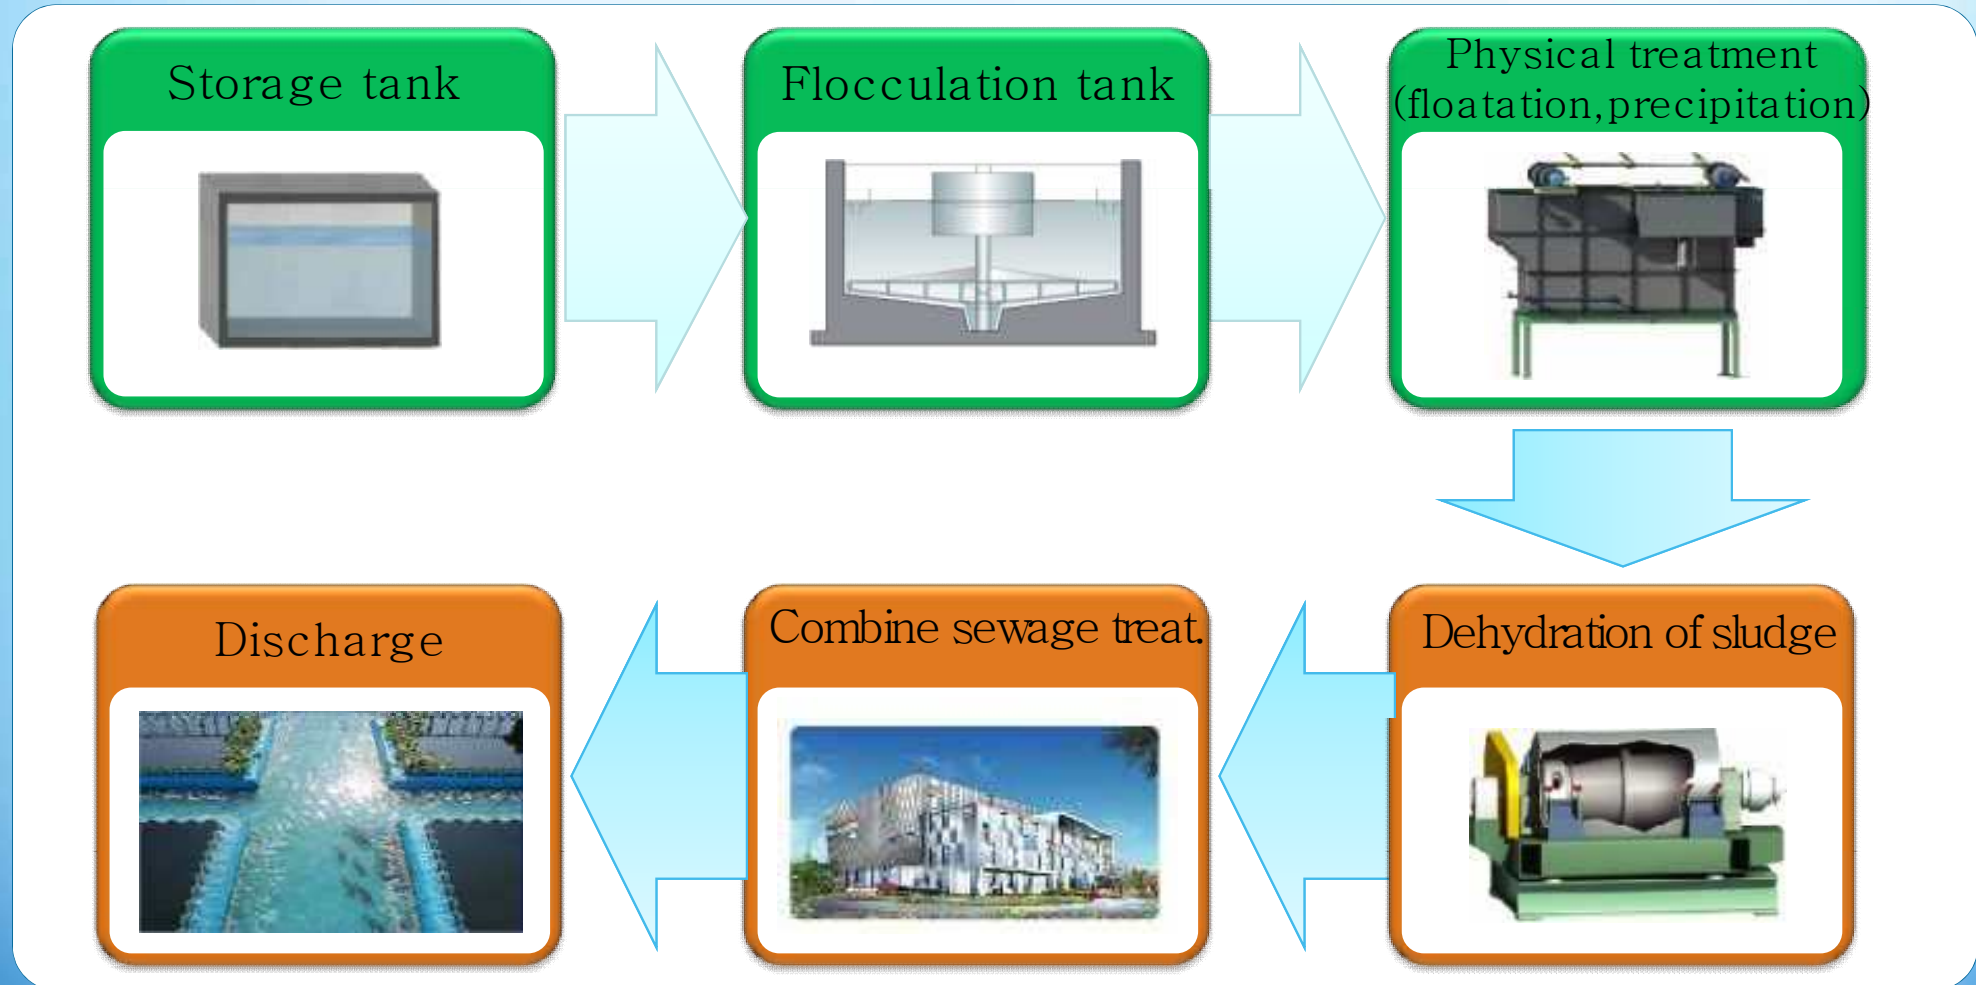 Storage tank
Flocculation tank
Physical treatment
(floatation,precipitation)
Dehydration of sludge
Combine sewage treat.
Discharge